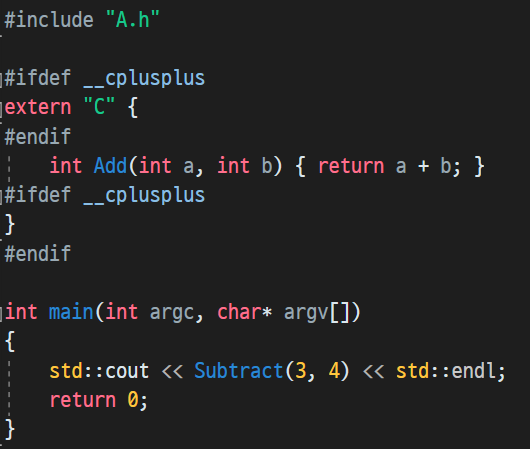 #include "A.h"
#ifdef __cplusplus
extern "C" {
#endif
int Add(int a, int b) { return a + b; }
#ifdef __cplusplus
}
#endif
int main(int argc, char* argv[])
{
std::cout << Subtract(3, 4) << std::endl;
return 0;
}